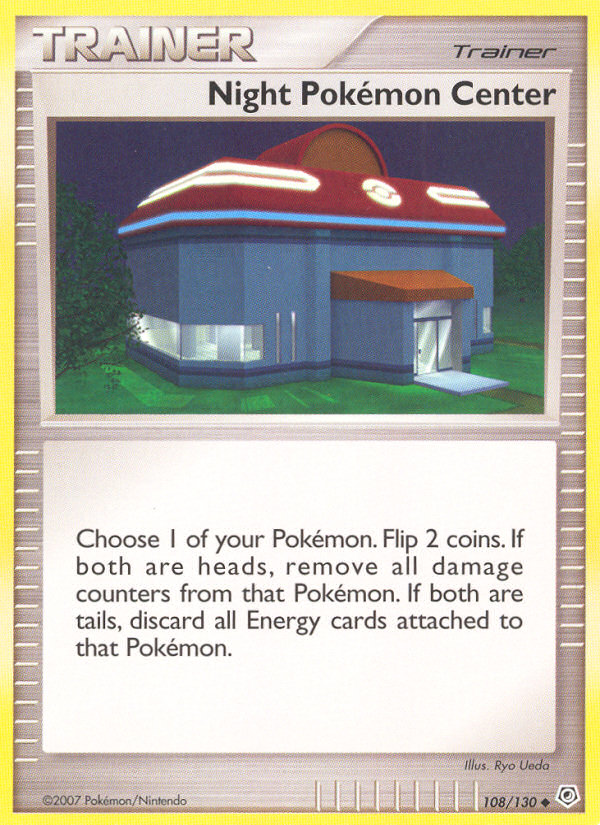 TRAINER
Trainer
Night Pokémon Center
Choose 1 of your Pokémon. Flip 2 coins. If
both are heads, remove all damage
counters from that Pokémon. If both are
tails, discard all Energy cards attached to
that Pokémon.
Illus. Ryo Ueda
©2007 Pokémon/Nintendo
108/130 ◆